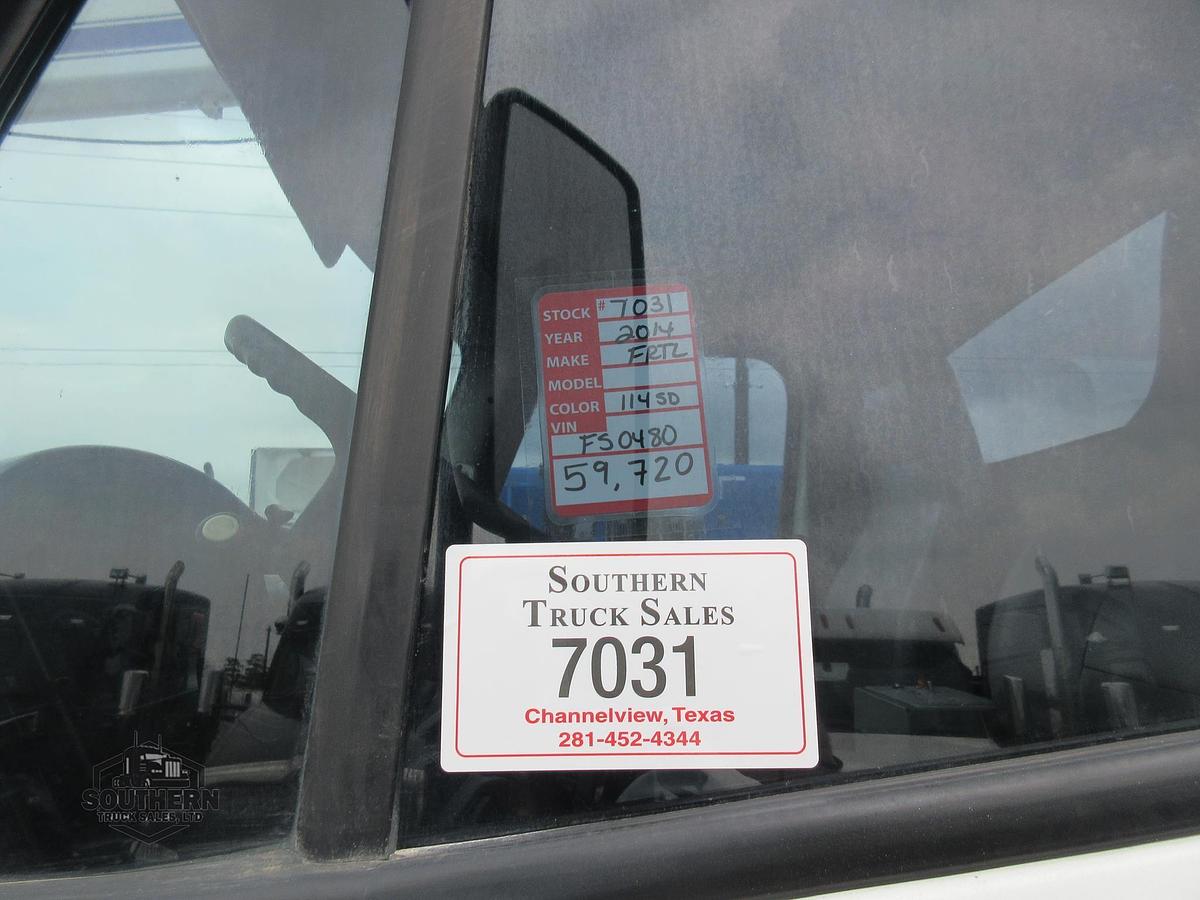 STOCK # 7031
YEAR 2014
MAKE FRTL
MODEL
COLOR 114SD
VIN
FS0480
59,720
SOUTHERN
TRUCK SALES
7031
Channelview, Texas
281-452-4344
SOUTHERN
TRUCK SALES, LTD